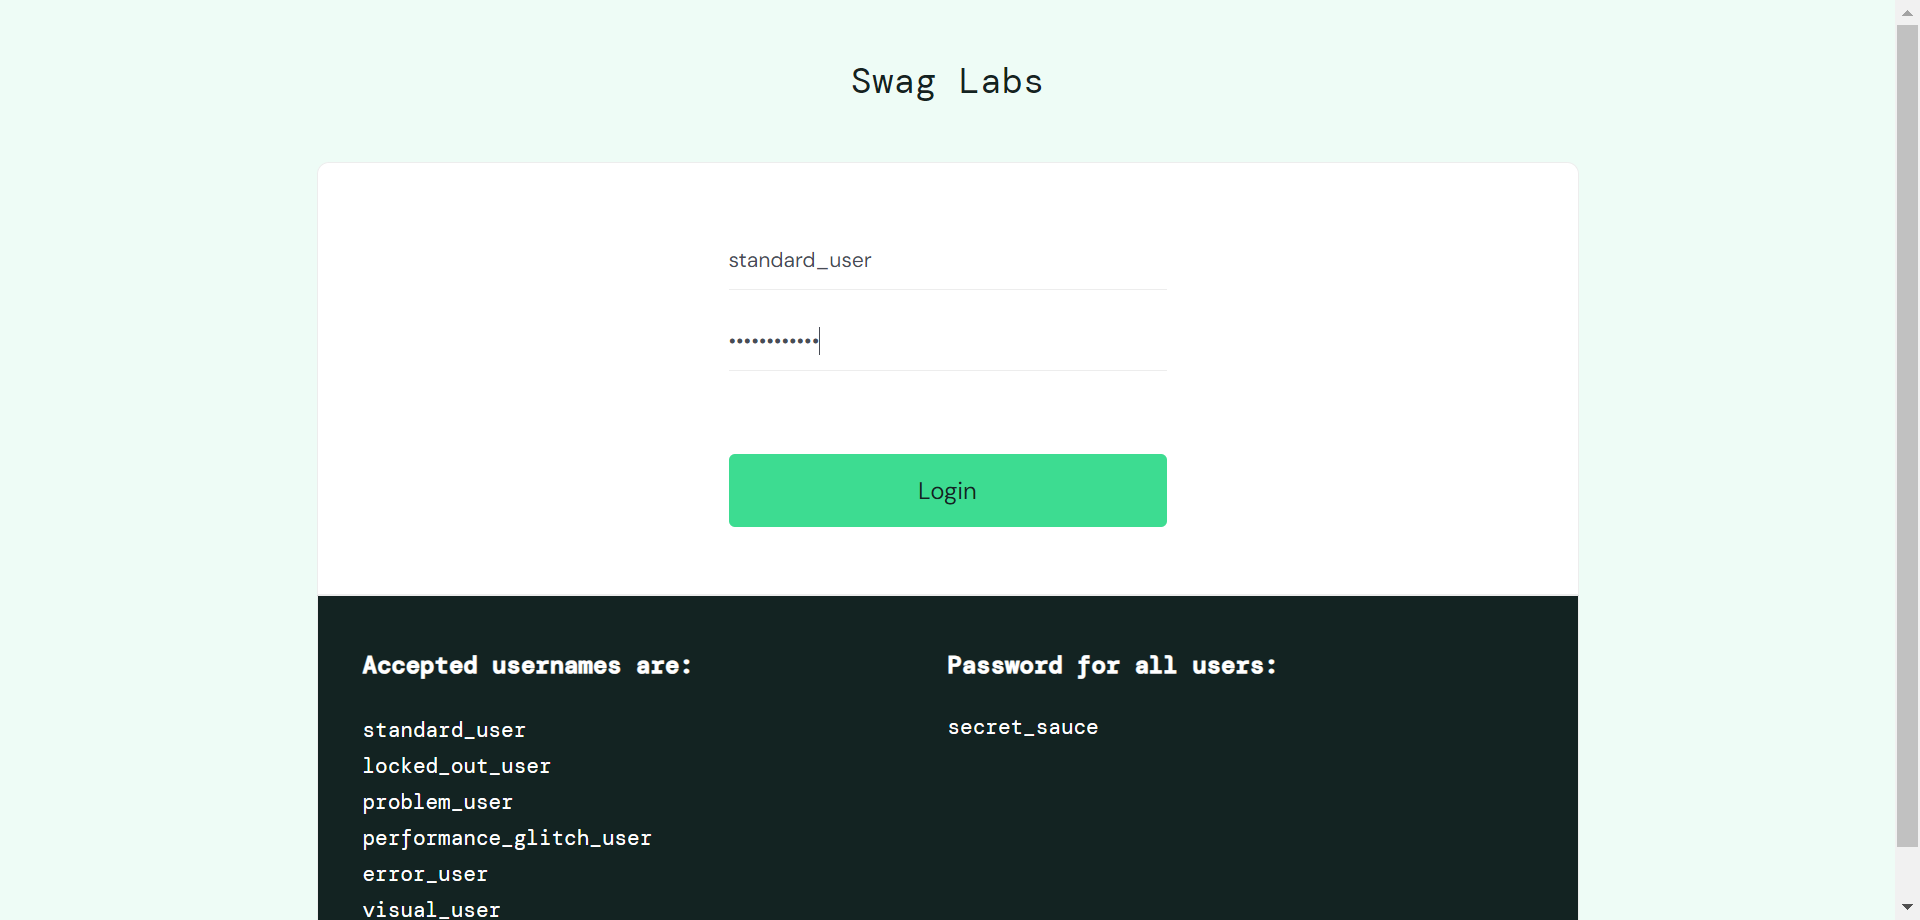 Swag Labs
standard_user
••••••••••••
Login
Accepted usernames are:
standard_user
locked_out_user
problem_user
performance_glitch_user
error_user
visual_user
Password for all users:
secret_sauce